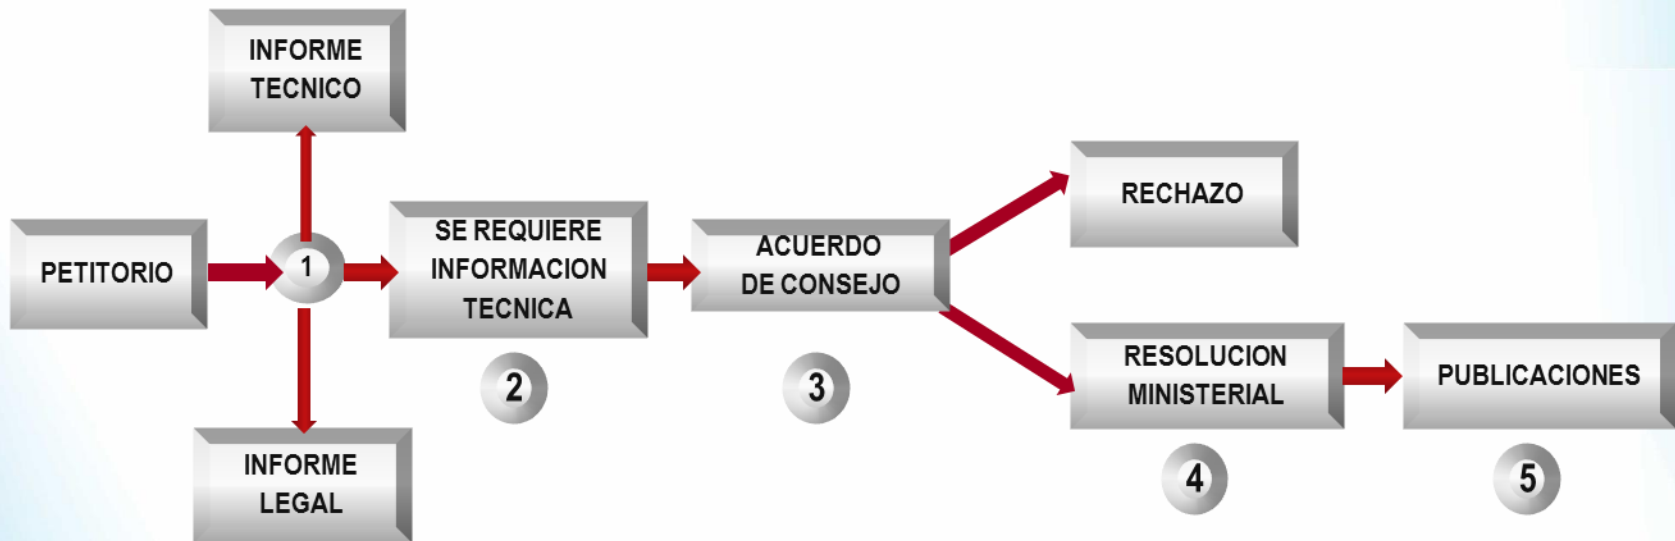 INFORME
TECNICO
PETITORIO
1
INFORME
LEGAL
SE REQUIERE
INFORMACION
TECNICA
2
ACUERDO
DE CONSEJO
3
RECHAZO
RESOLUCION
MINISTERIAL
4
PUBLICACIONES
5